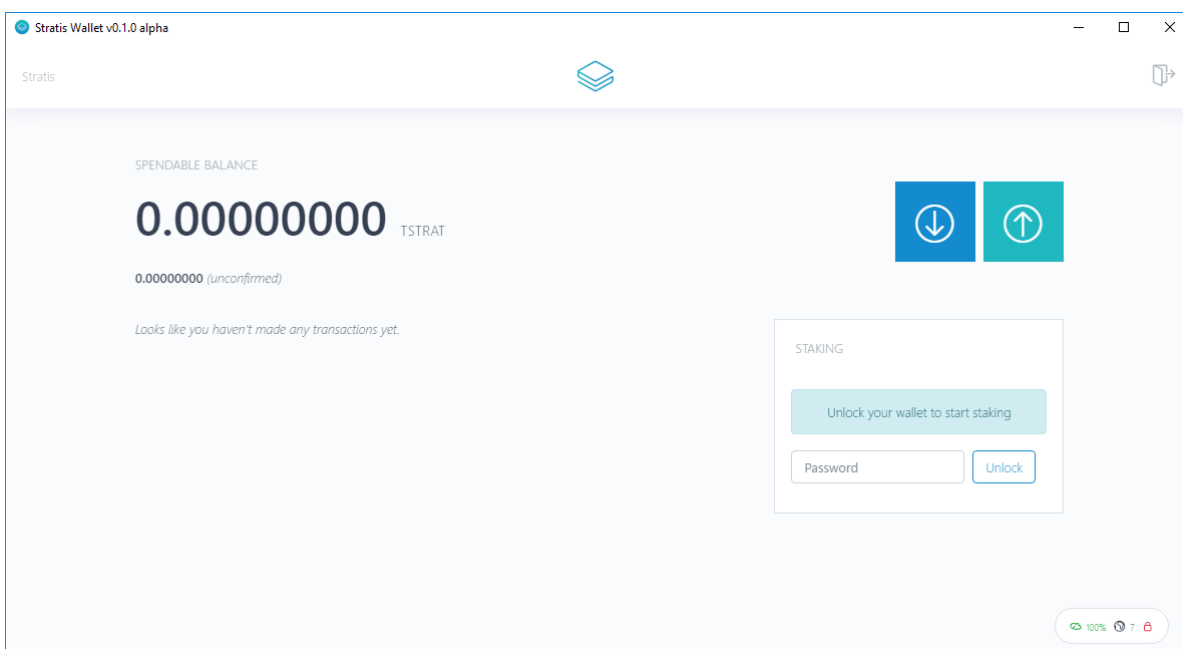 Stratis Wallet v0.1.0 alpha
Stratis
SPENDABLE BALANCE
0.00000000 TSTRAT
0.00000000 (unconfirmed)
Looks like you haven't made any transactions yet.
STAKING
Unlock your wallet to start staking
Password Unlock
100% 7